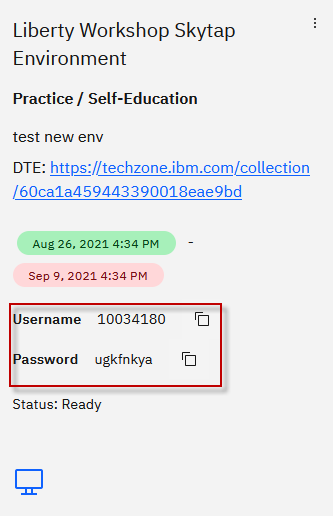 Liberty Workshop Skytap
Environment
Practice / Self-Education
test new env
DTE: https://techzone.ibm.com/collection
/60ca1a459443390018eae9bd
Aug 26, 2021 4:34 PM -
Sep 9, 2021 4:34 PM
Username 10034180
Password ugkfnkya
Status: Ready